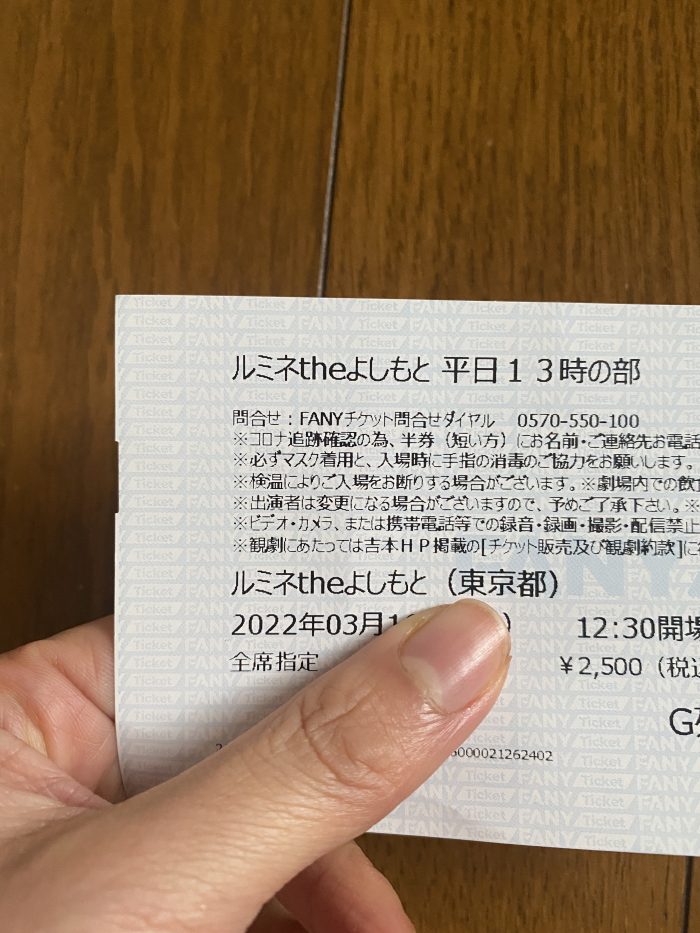 ルミネtheよしもと 平日13時の部
問合せ:FANYチケット問合せダイヤル 0570-550-100
※コロナ追跡確認の為、半券(短い方)にお名前・ご連絡先お電話
※必ずマスク着用と、入場時に手指の消毒のご協力をお願いします。
※検温によりご入場をお断りする場合がございます。※劇場内での飲食
※出演者は変更になる場合がございますので、予めご了承下さい。※
※ビデオ・カメラ、または携帯電話等での録音・録画・撮影・配信禁止
※観劇にあたっては吉本HP掲載の[チケット販売及び観劇約款]に
ルミネtheよしもと(東京都)
2022年03月1 12:30開場
全席指定 ¥2,500(税込
G列
6000021262402